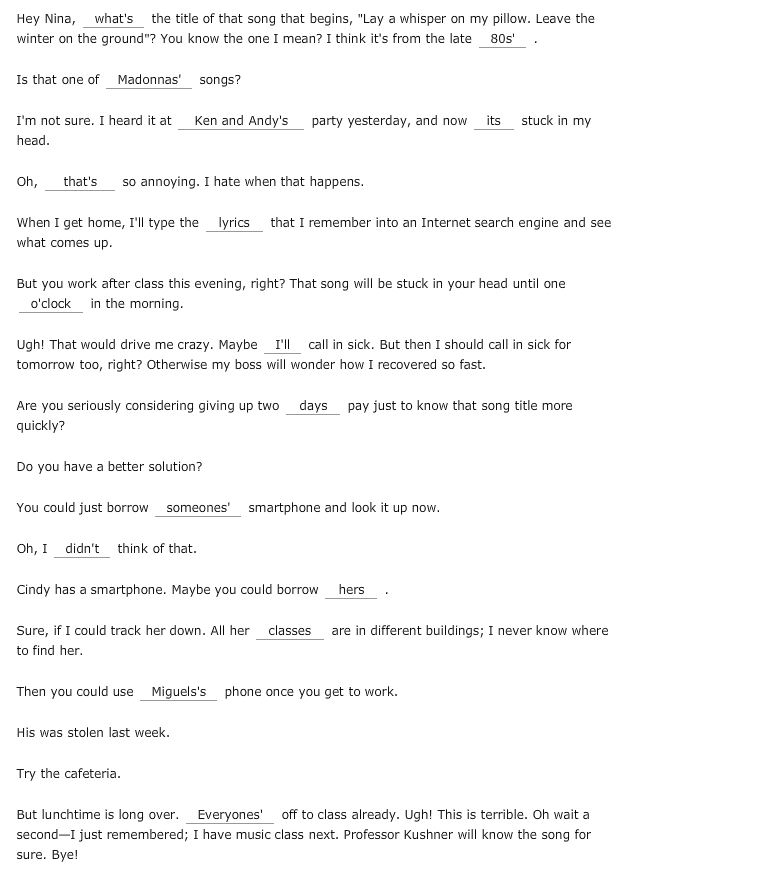 Hey Nina, what's the title of that song that begins, "Lay a whisper on my pillow. Leave the
winter on the ground"? You know the one I mean? I think it's from the late 80s' .
Is that one of Madonnas' songs?
I'm not sure. I heard it at Ken and Andy's party yesterday, and now its stuck in my
head.
Oh, that's so annoying. I hate when that happens.
When I get home, I'll type the lyrics that I remember into an Internet search engine and see
what comes up.
But you work after class this evening, right? That song will be stuck in your head until one
o'clock in the morning.
Ugh! That would drive me crazy. Maybe I'll call in sick. But then I should call in sick for
tomorrow too, right? Otherwise my boss will wonder how I recovered so fast.
Are you seriously considering giving up two days pay just to know that song title more
quickly?
Do you have a better solution?
You could just borrow someones' smartphone and look it up now.
Oh, I didn't think of that.
Cindy has a smartphone. Maybe you could borrow hers .
Sure, if I could track her down. All her classes are in different buildings; I never know where
to find her.
Then you could use Miguels's phone once you get to work.
His was stolen last week.
Try the cafeteria.
But lunchtime is long over. Everyones' off to class already. Ugh! This is terrible. Oh wait a
second—I just remembered; I have music class next. Professor Kushner will know the song for
sure. Bye!